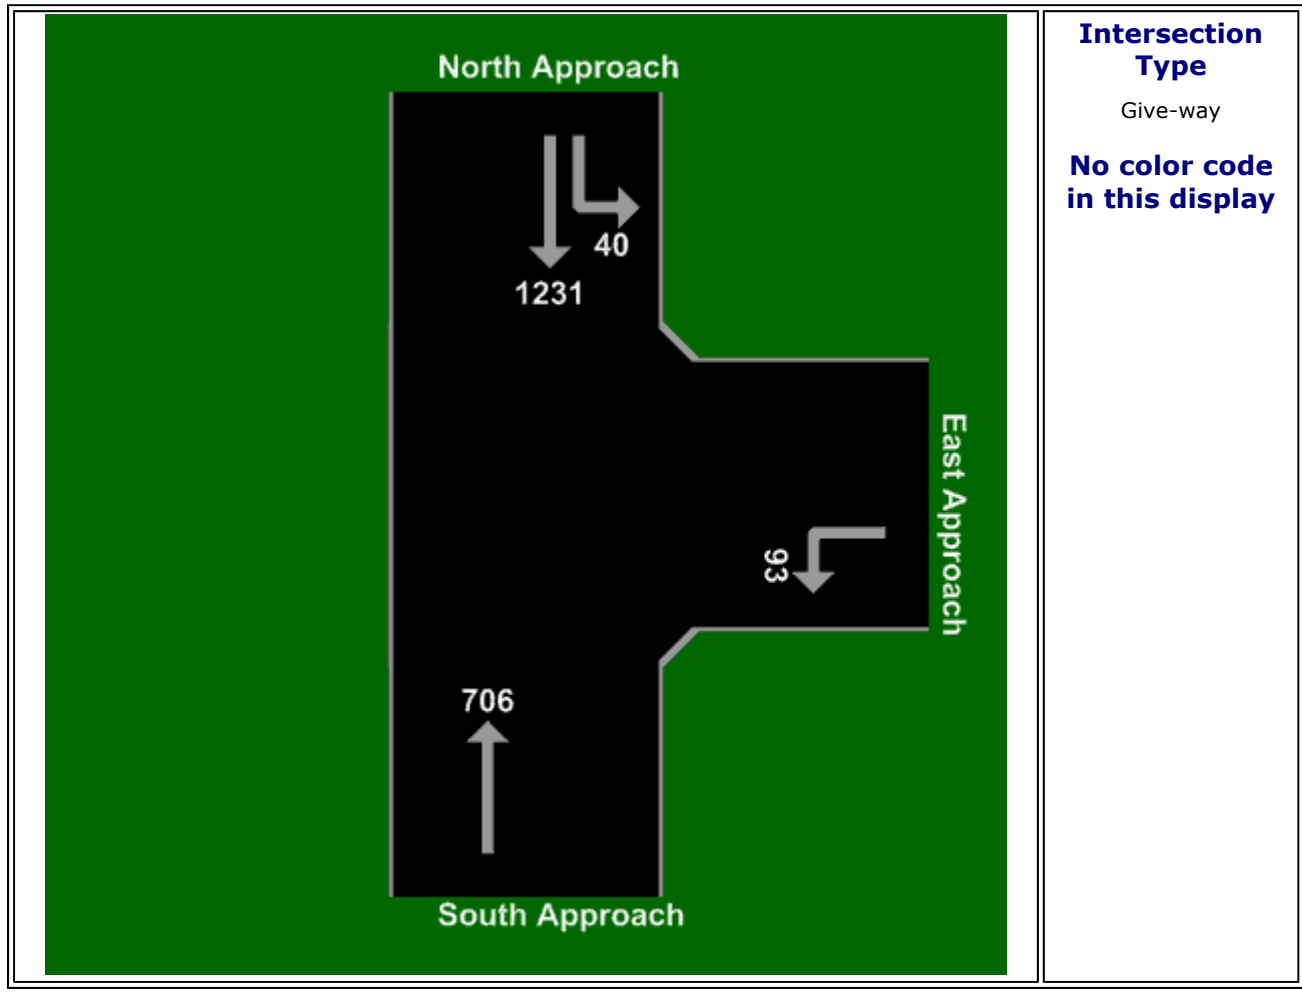 North Approach
40
1231
East Approach
93
706
South Approach
Intersection
Type
Give-way
No color code
in this display